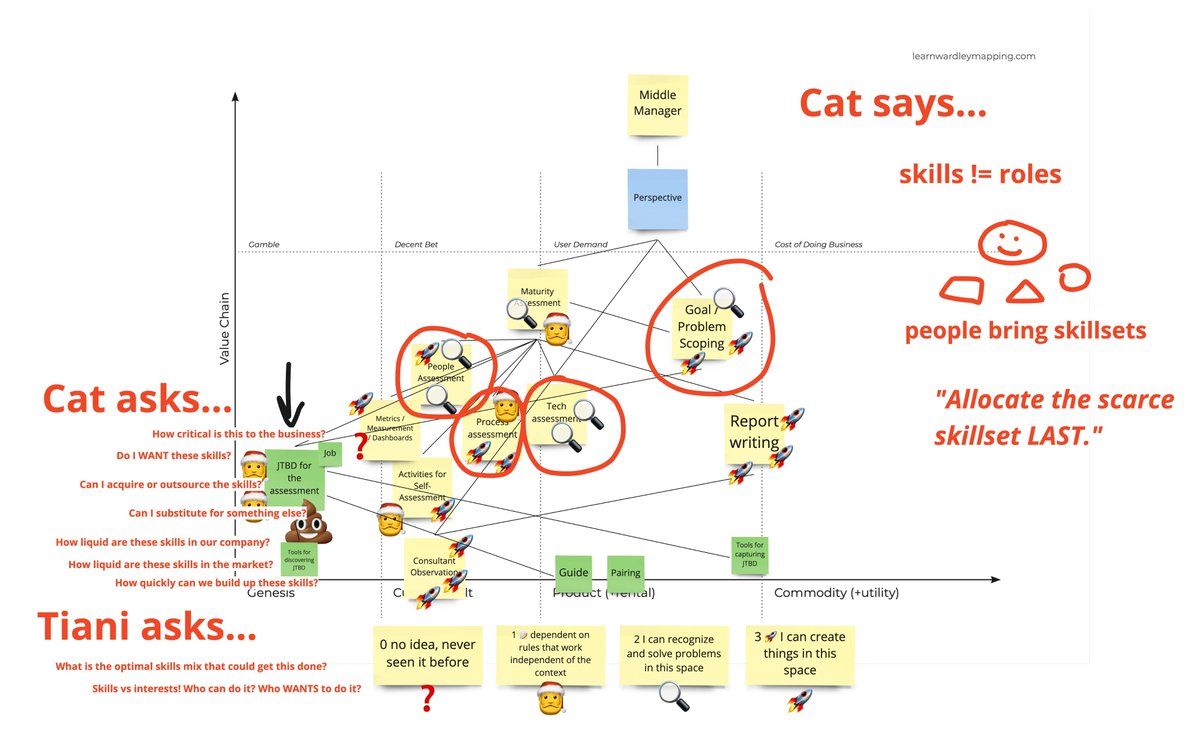 learnwardleymapping.com
Middle
Manager
Cat says...
skills != roles
Perspective
Gamble
Decent Bet
User Demand
Cost of Doing Business
Value Chain
Maturity
Assessment
Goal /
Problem
Scoping
people bring skillsets
People
Assessment
"Allocate the scarce
skillset LAST."
Cat asks...
How critical is this to the business?
Do I WANT these skills?
Can I acquire or outsource the skills?
Can I substitute for something else?
How liquid are these skills in our company?
How liquid are these skills in the market?
How quickly can we build up these skills?
Job
JTBD for
the
assessment
Tools for
discovering
JTBD
Metrics /
Measurement
/ Dashboards
Process
assessment
Tech
assessment
Report
writing
Activities for
Self-
Assessment
Consultant
Observation
Guide
Pairing
Tools for
capturing
JTBD
Genesis
Product (+rental)
Commodity (+utility)
Tiani asks...
What is the optimal skills mix that could get this done?
Skills vs interests! Who can do it? Who WANTS to do it?
0 no idea, never
seen it before
1 dependent on
rules that work
independent of the
context
2 I can recognize
and solve problems
in this space
3 🚀 I can create
things in this
space